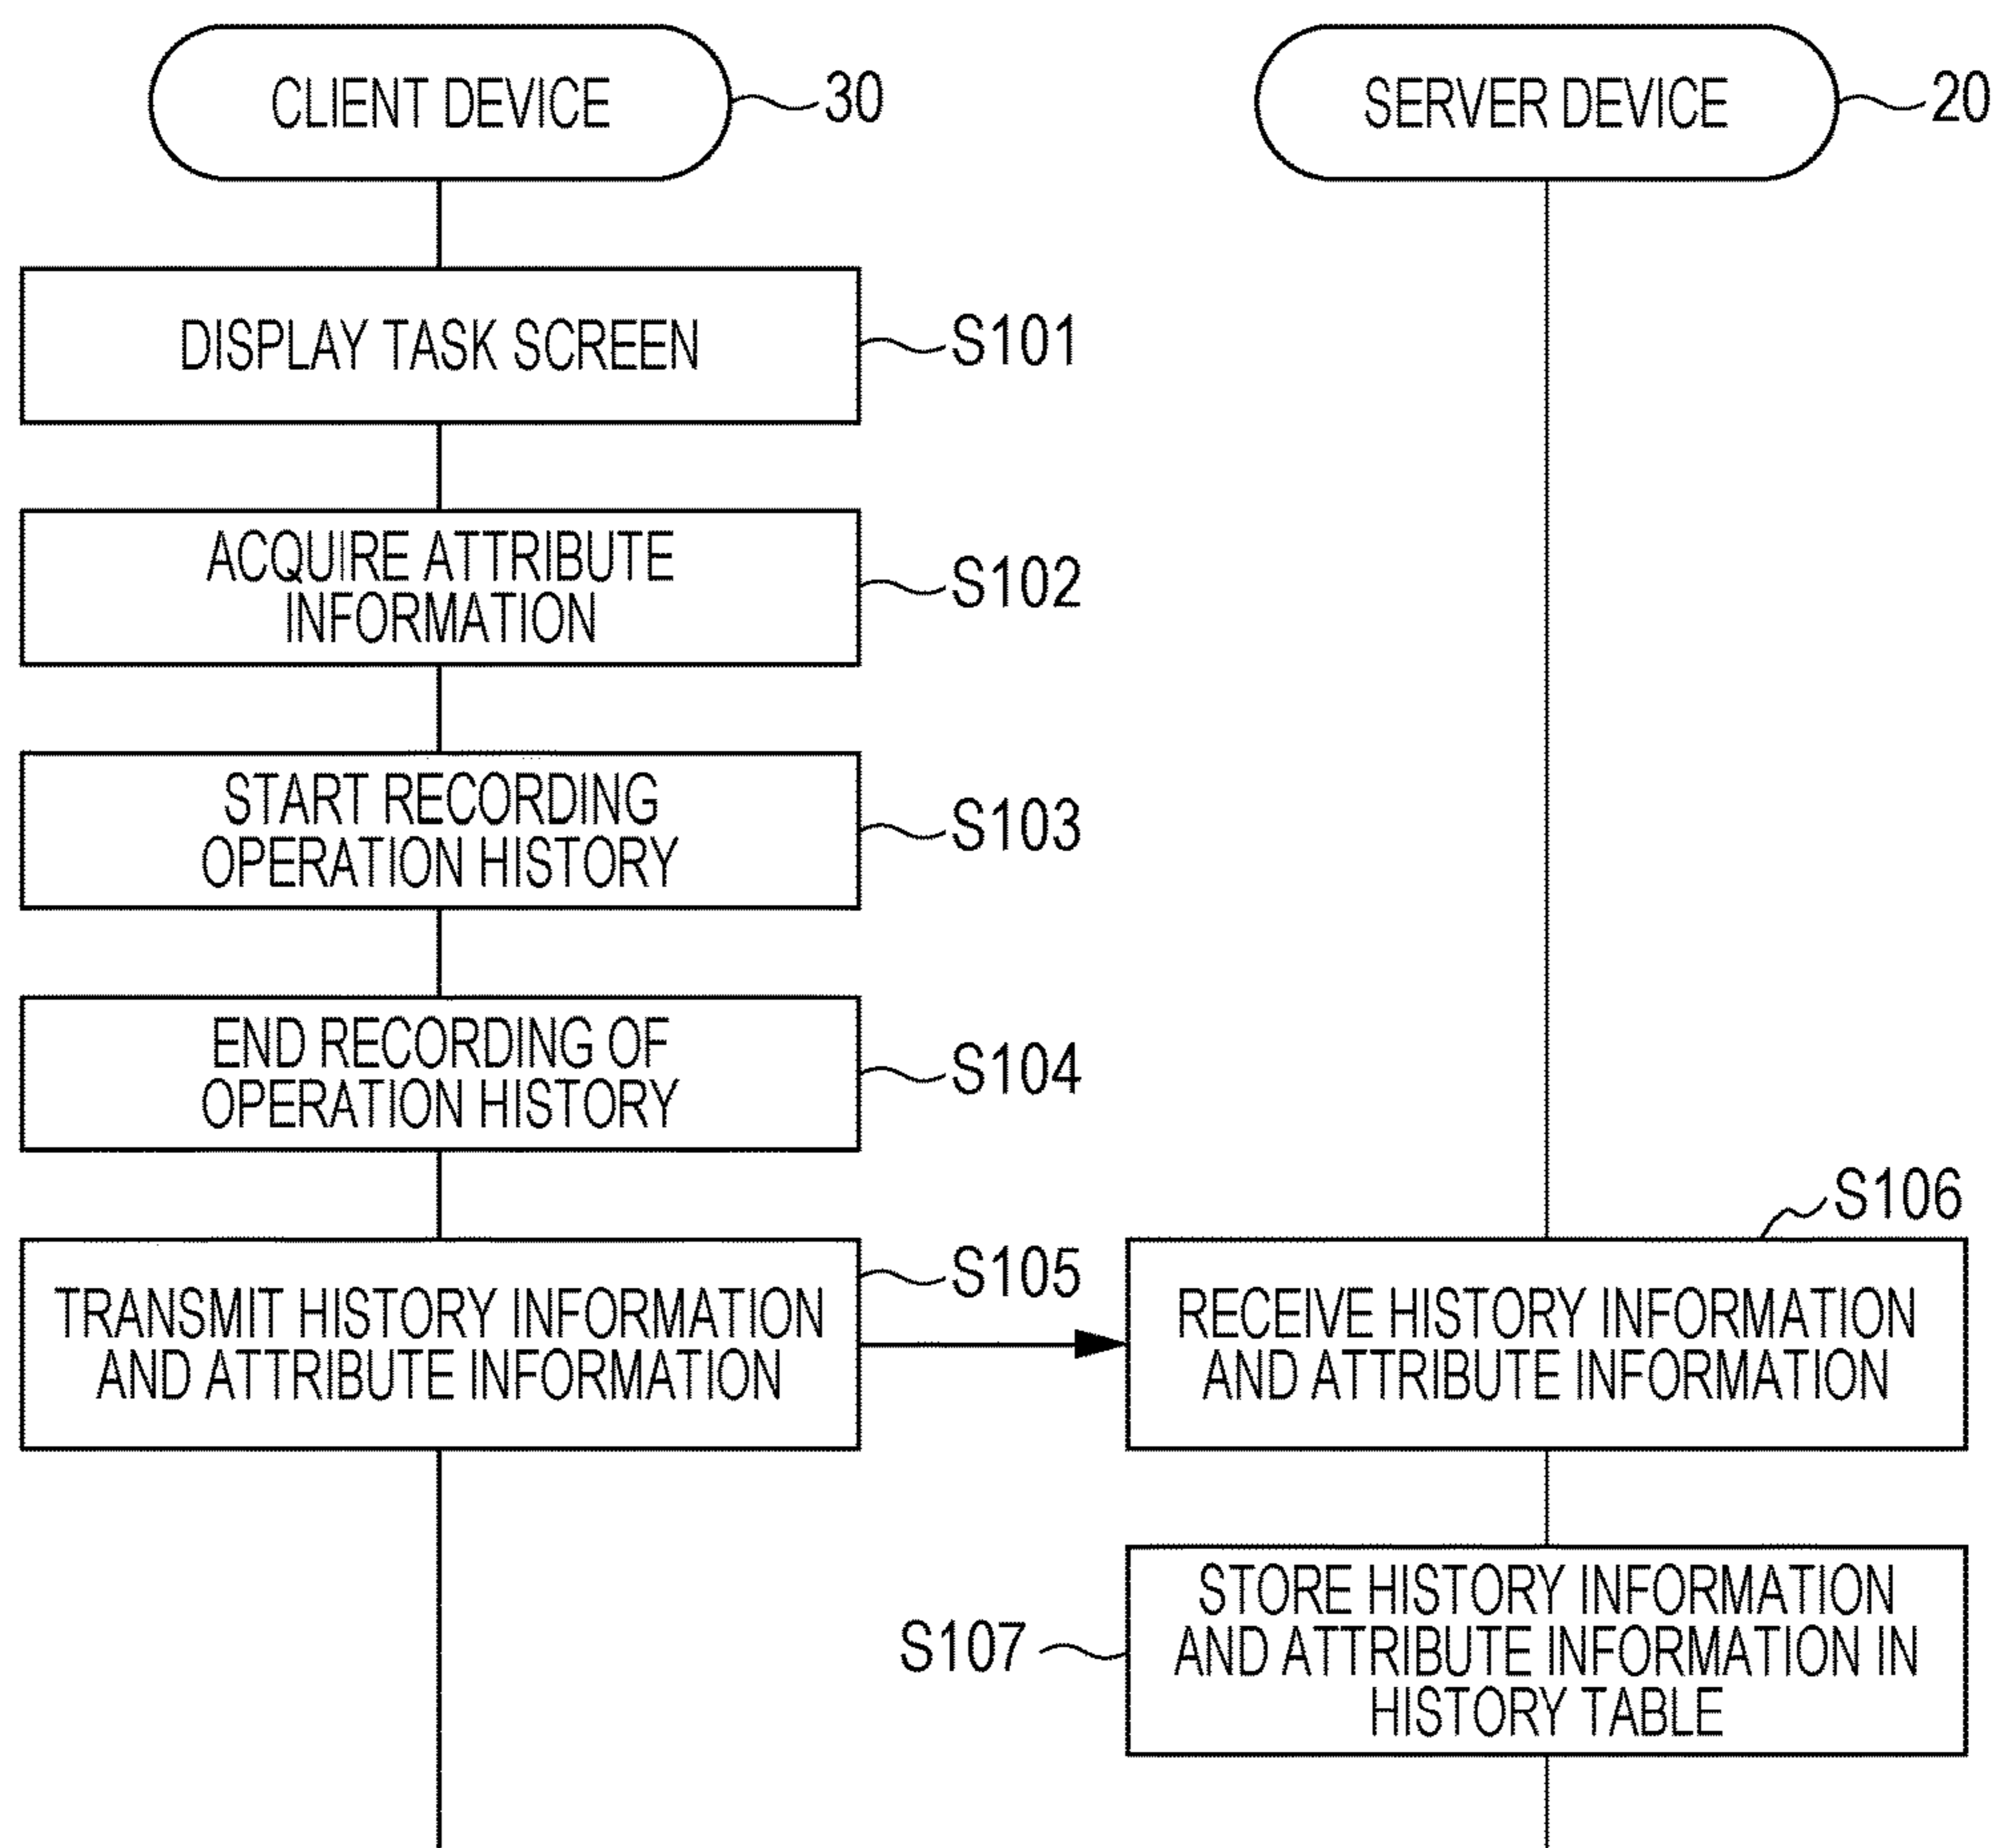 CLIENT DEVICE
30
SERVER DEVICE
20
DISPLAY TASK SCREEN
S101
ACQUIRE ATTRIBUTE
INFORMATION
S102
START RECORDING
OPERATION HISTORY
S103
END RECORDING OF
OPERATION HISTORY
S104
TRANSMIT HISTORY INFORMATION
AND ATTRIBUTE INFORMATION
S105
S106
RECEIVE HISTORY INFORMATION
AND ATTRIBUTE INFORMATION
S107
STORE HISTORY INFORMATION
AND ATTRIBUTE INFORMATION IN
HISTORY TABLE